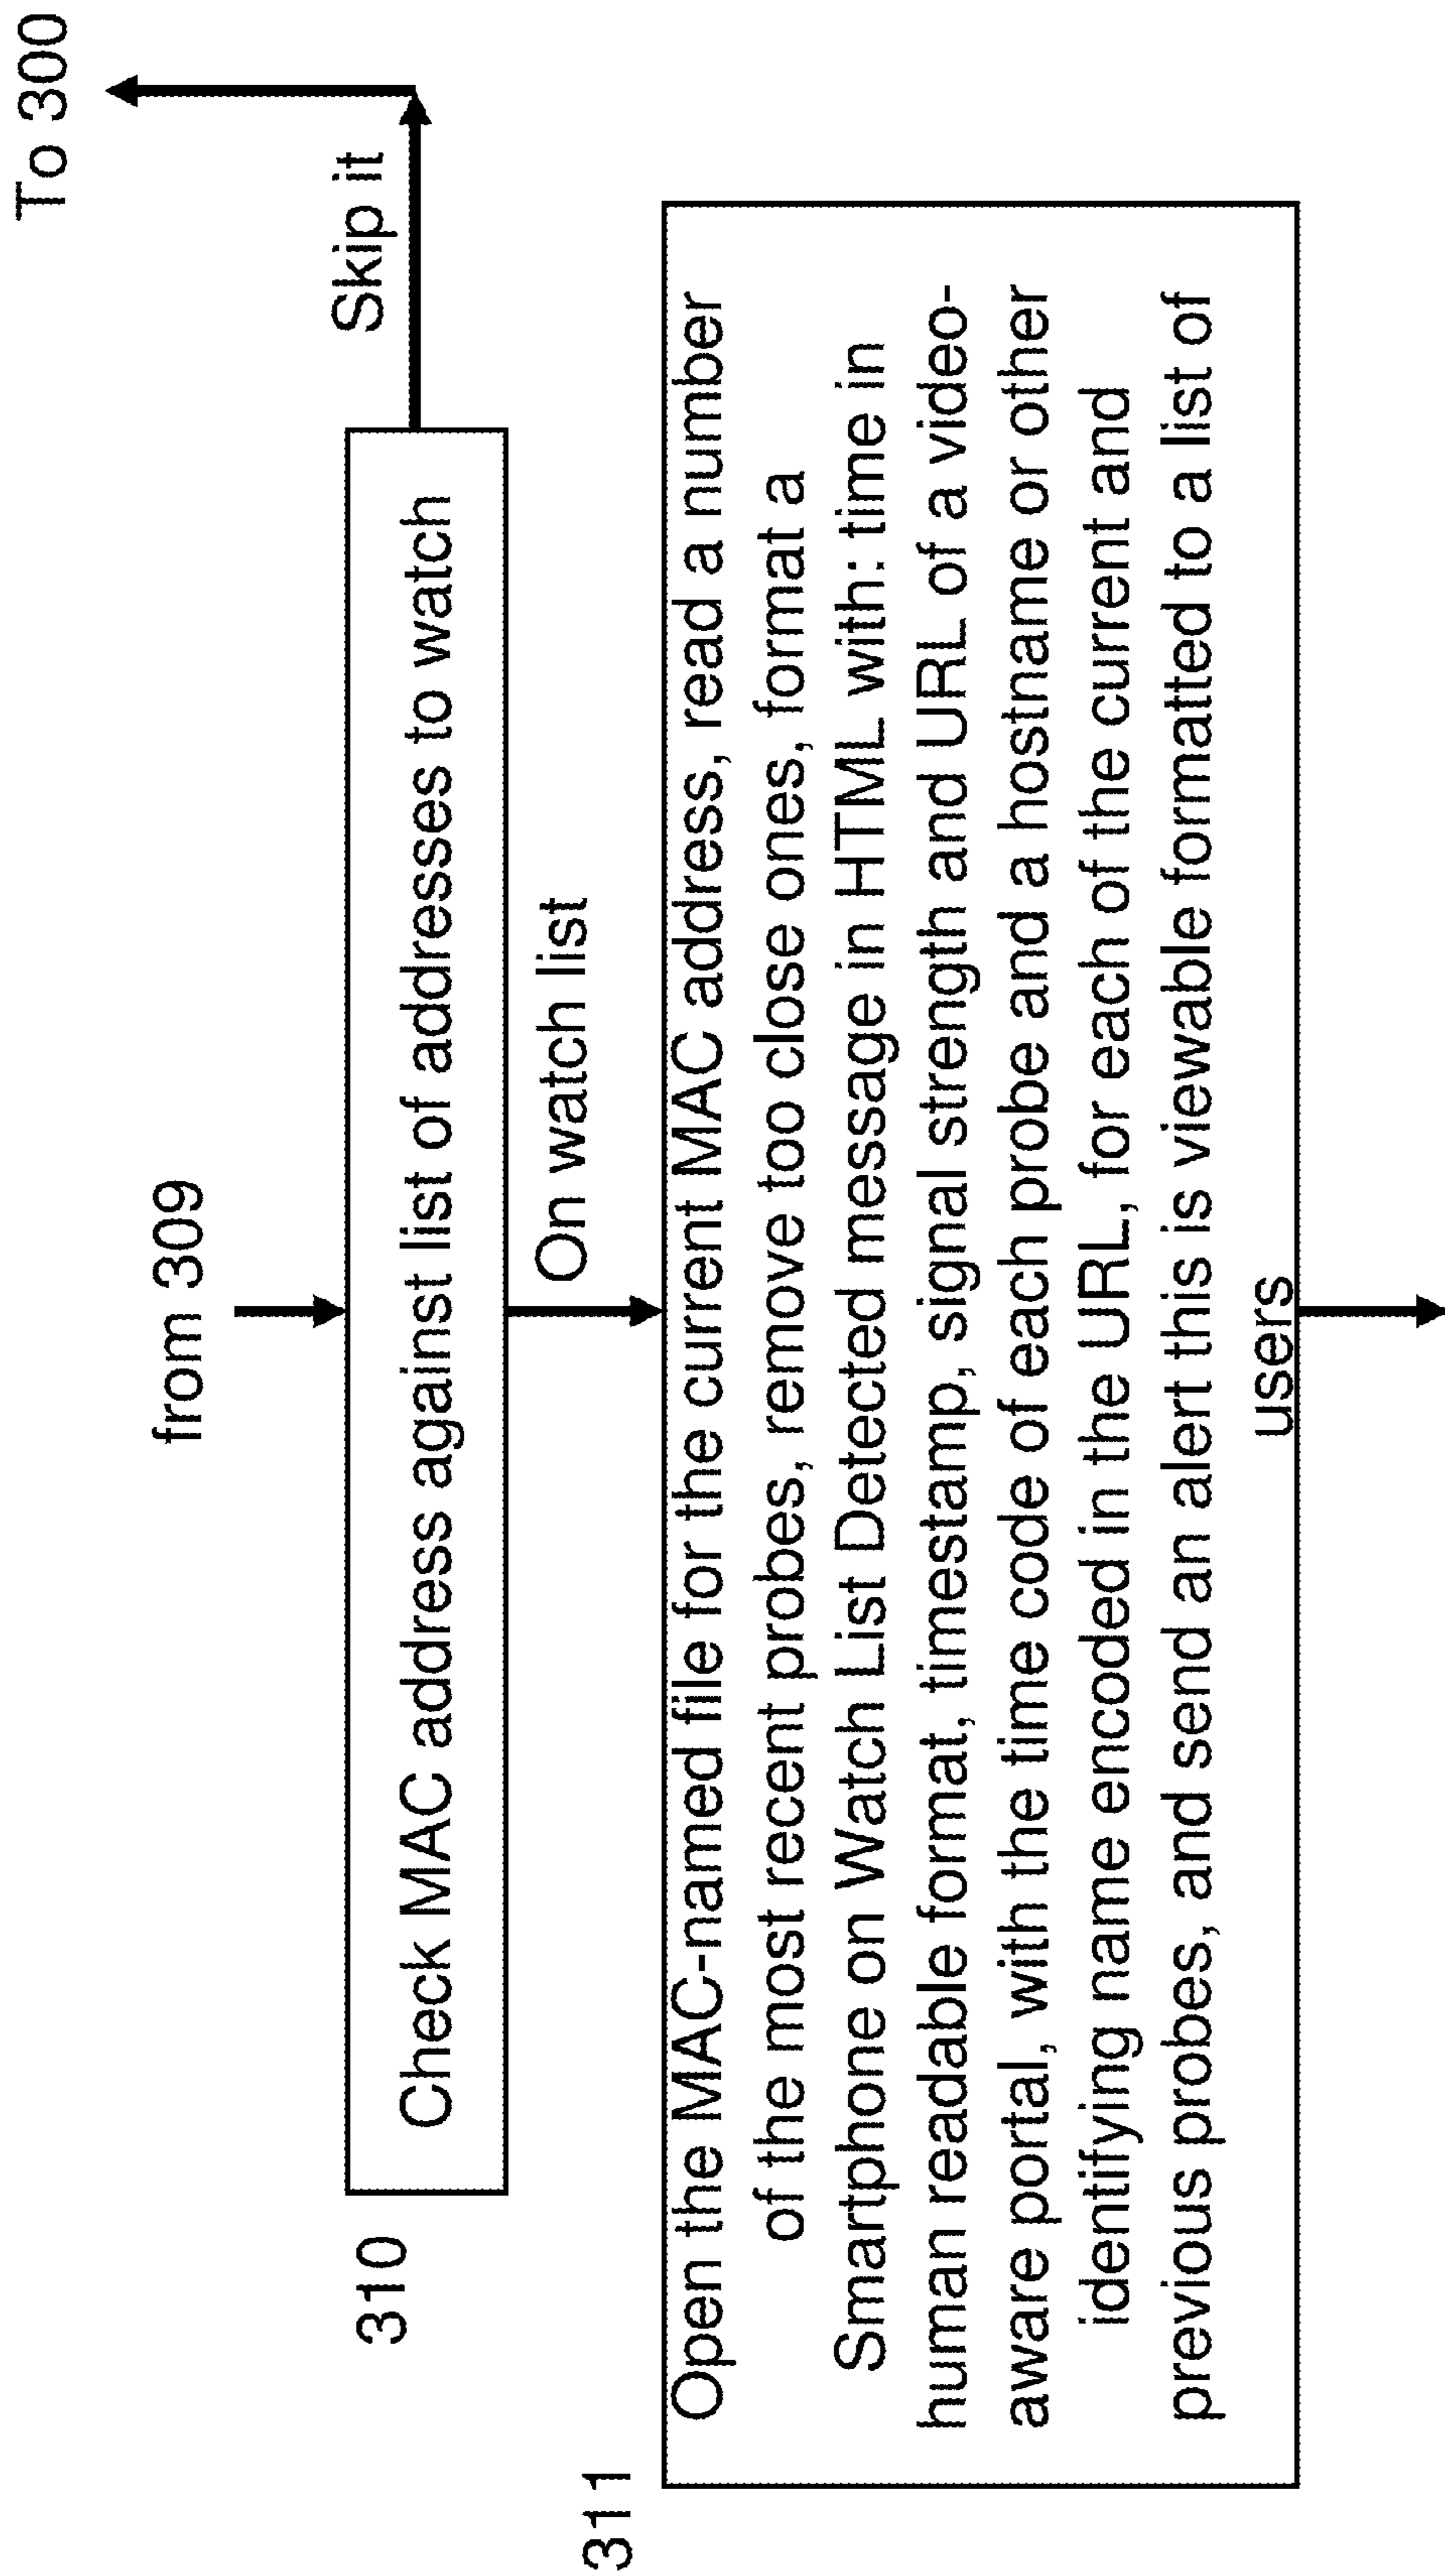 To 300
from 309
Skip it
310
Check MAC address against list of addresses to watch
On watch list
311
Open the MAC-named file for the current MAC address, read a number
of the most recent probes, remove too close ones, format a
Smartphone on Watch List Detected message in HTML with: time in
human readable format, timestamp, signal strength and URL of a video-
aware portal, with the time code of each probe and a hostname or other
identifying name encoded in the URL, for each of the current and
previous probes, and send an alert this is viewable formatted to a list of
users